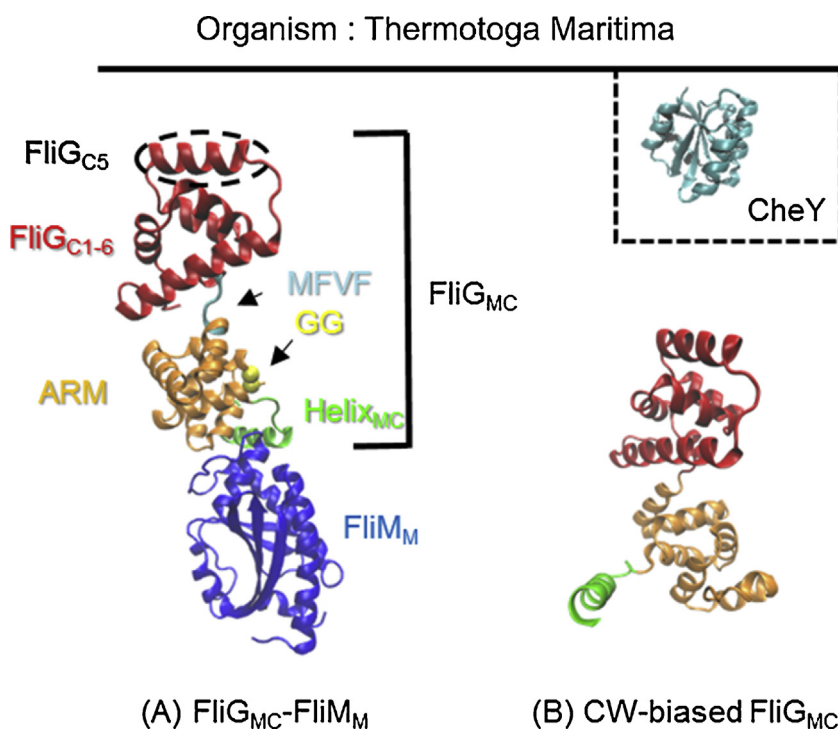 Organism : Thermotoga Maritima
FliGC5
FliGC1-6
MFVF
GG
ARM
HelixMC
FliMM
FliGMC
CheY
(A) FliGMC-FliMM
(B) CW-biased FliGMC